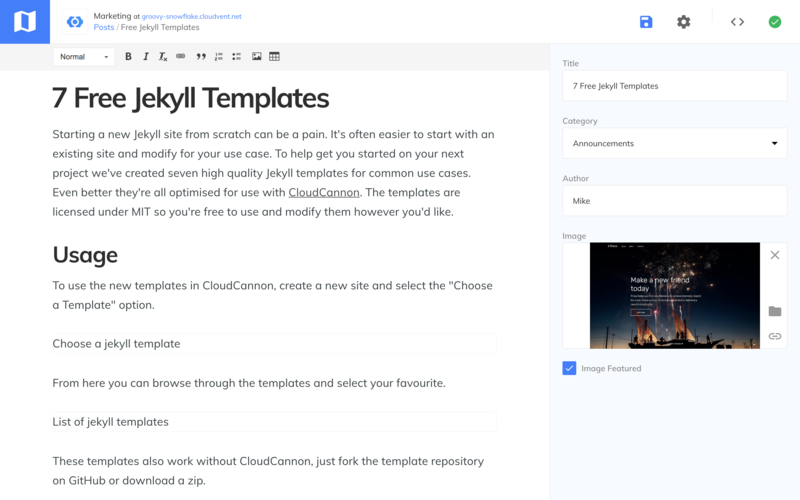 Marketing at groovy-snowflake.cloudvent.net
Posts / Free Jekyll Templates
Normal
7 Free Jekyll Templates
Starting a new Jekyll site from scratch can be a pain. It's often easier to start with an
existing site and modify for your use case. To help get you started on your next
project we've created seven high quality Jekyll templates for common use cases.
Even better they're all optimised for use with CloudCannon. The templates are
licensed under MIT so you're free to use and modify them however you'd like.
Usage
To use the new templates in CloudCannon, create a new site and select the "Choose
a Template" option.
Choose a jekyll template
From here you can browse through the templates and select your favourite.
List of jekyll templates
These templates also work without CloudCannon, just fork the template repository
on GitHub or download a zip.
Title
7 Free Jekyll Templates
Category
Announcements
Author
Mike
Image
Make a new friend
today
Image Featured